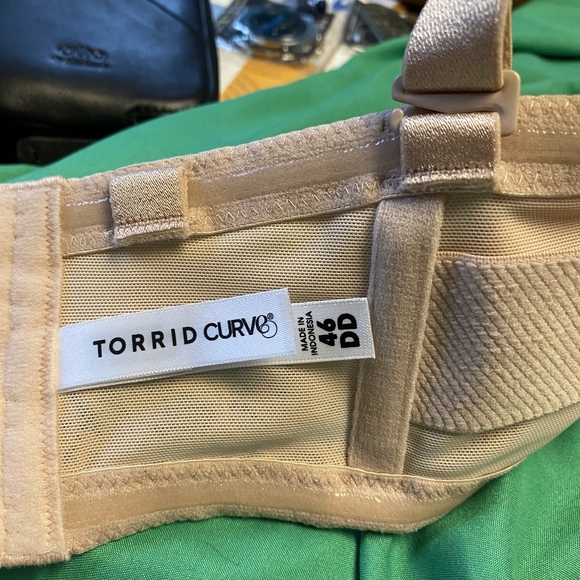 TORRID CURVE®
MADE IN
INDONESIA
46
DD